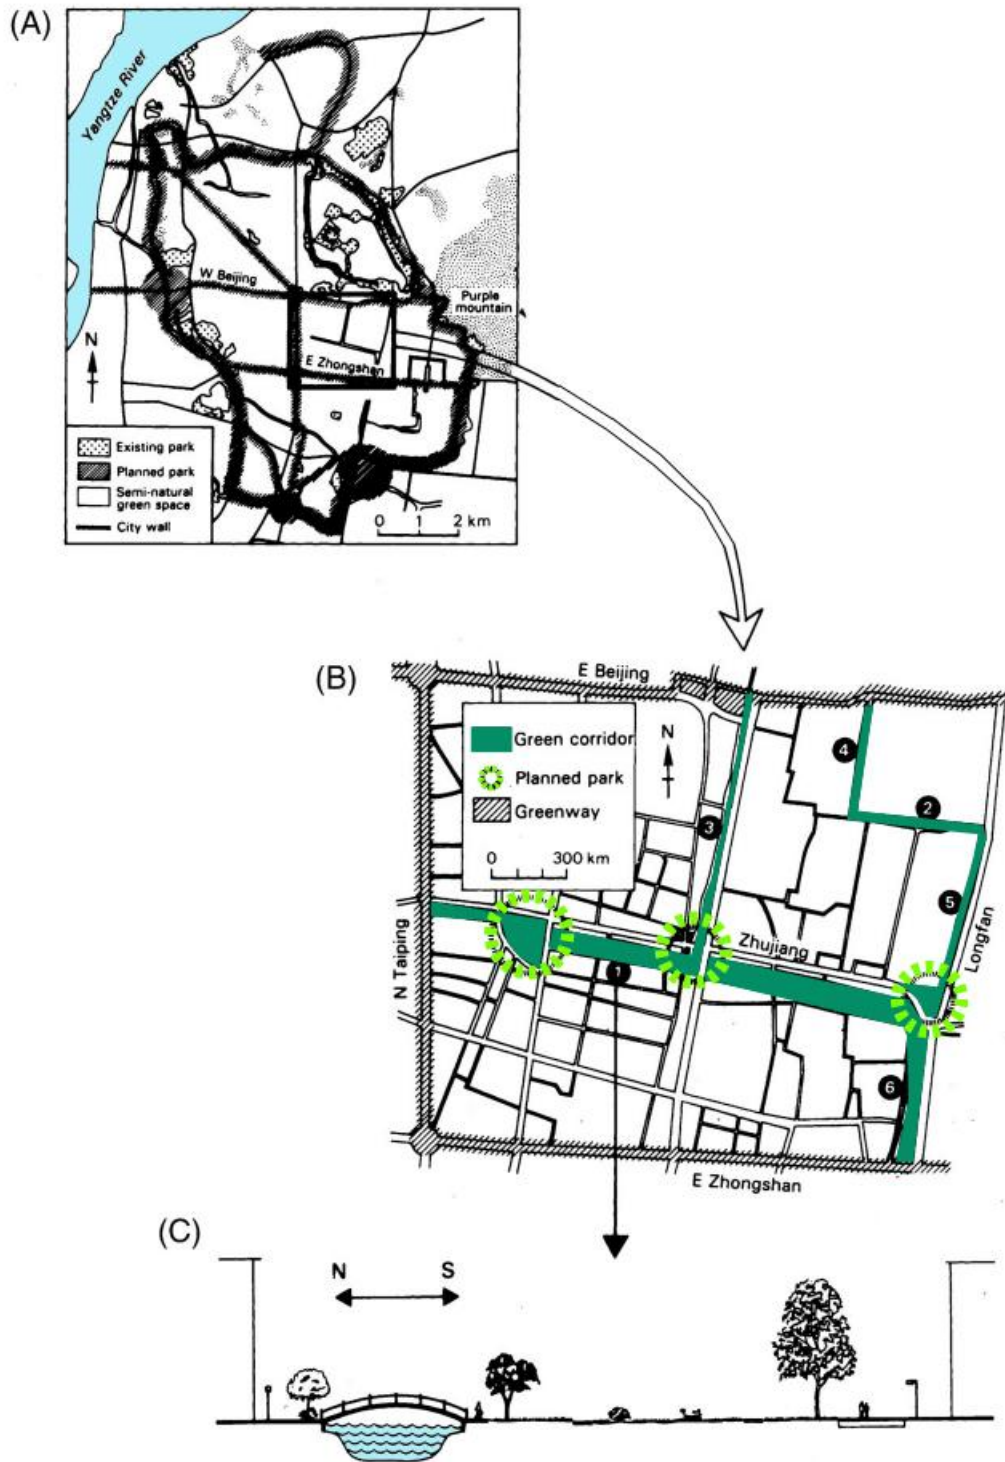 (A)
Yangtze River
W Beijing
Purple
mountain
E Zhongshan
N
Existing park
Planned park
Semi-natural
green space
City wall
0 1 2 km
(B)
E Beijing
N
Green corridor
Planned park
Greenway
0 300 km
4
2
3
5
N Taiping
Zhujiang
Longfan
1
6
E Zhongshan
(C)
N S